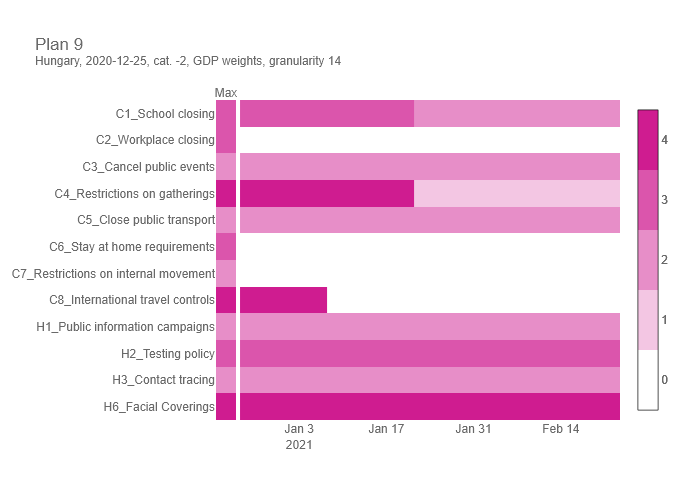 Plan 9
Hungary, 2020-12-25, cat. -2, GDP weights, granularity 14
Max
C1_School closing
C2_Workplace closing
C3_Cancel public events
C4_Restrictions on gatherings
C5_Close public transport
C6_Stay at home requirements
C7_Restrictions on internal movement
C8_International travel controls
H1_Public information campaigns
H2_Testing policy
H3_Contact tracing
H6_Facial Coverings
Jan 3 Jan 17 Jan 31 Feb 14
2021
4
3
2
1
0